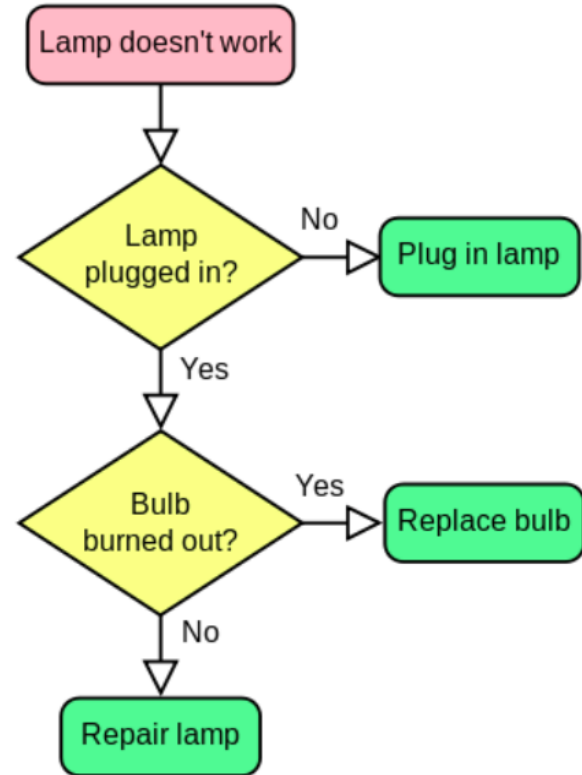 Lamp doesn't work
Lamp
plugged in?
No
Plug in lamp
Yes
Bulb
burned out?
Yes
Replace bulb
No
Repair lamp